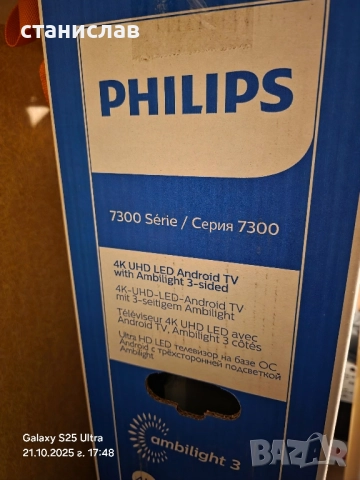 станислав
PHILIPS
7300 Série / Серия 7300
4K UHD LED Android TV
with Ambilight 3-sided
4K-UHD-LED-Android TV
mit 3-seitigem Ambilight
Téléviseur 4K UHD LED avec
Android TV, Ambilight 3 côtés
Ultra HD LED телевизор на базе ОС
Android с трёхсторонней подсветкой
Ambilight
ambilight 3
Galaxy S25 Ultra
21.10.2025 г. 17:48
BAZAR